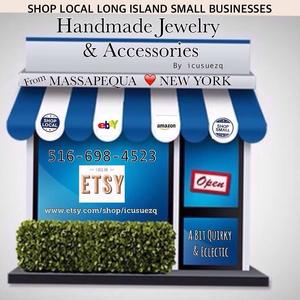 SHOP LOCAL LONG ISLAND SMALL BUSINESSES
Handmade Jewelry
& Accessories
By icusuezq
From MASSAPEQUA ❤️ NEW YORK
SHOP LOCAL
ebay
amazon
SHOP SMALL
516-698-4523
ETSY
Open
www.etsy.com/shop/icusuezq
A Bit Quirky
& Eclectic